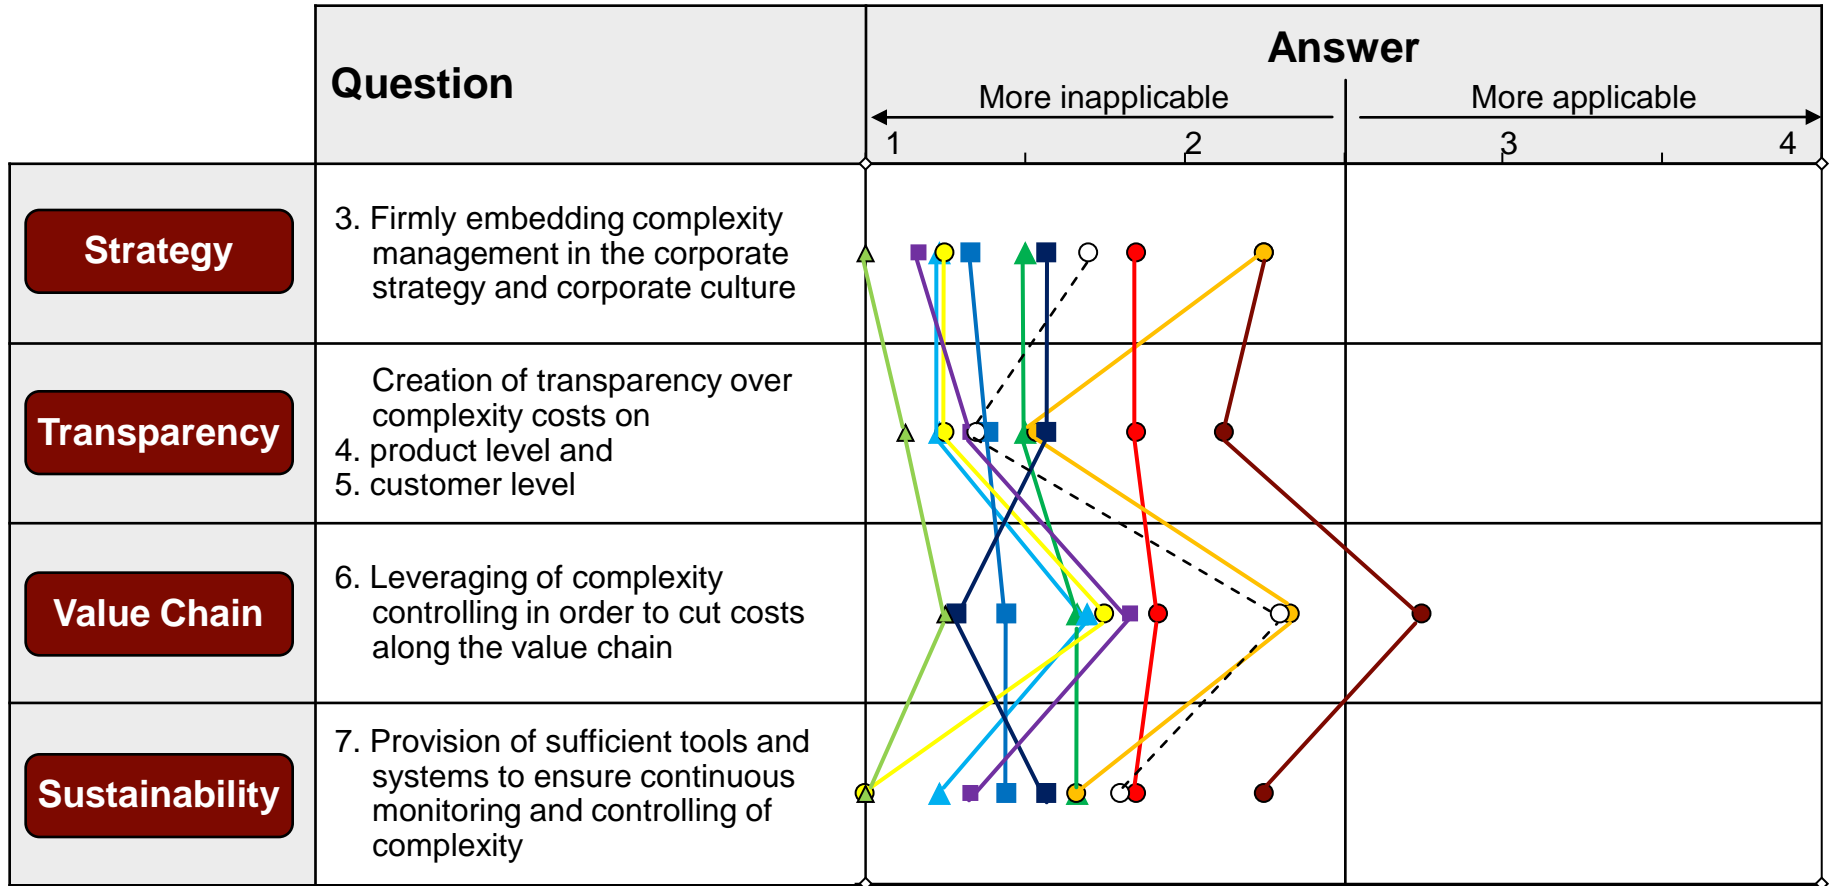 Question
Answer
More inapplicable
More applicable
1
2
3
4
Strategy
3. Firmly embedding complexity
management in the corporate
strategy and corporate culture
Transparency
Creation of transparency over
complexity costs on
4. product level and
5. customer level
Value Chain
6. Leveraging of complexity
controlling in order to cut costs
along the value chain
Sustainability
7. Provision of sufficient tools and
systems to ensure continuous
monitoring and controlling of
complexity